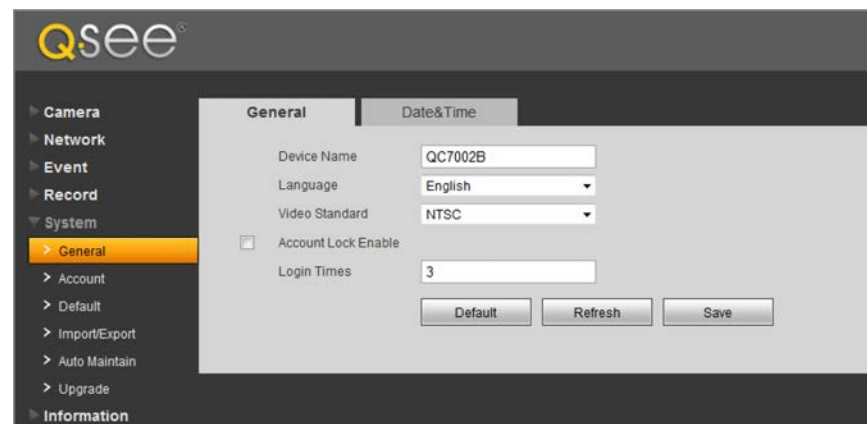 Q-See®
Camera
Network
Event
Record
System
> General
> Account
> Default
> Import/Export
> Auto Maintain
> Upgrade
Information
General Date&Time
Device Name QC7002B
Language English
Video Standard NTSC
Account Lock Enable
Login Times 3
Default Refresh Save